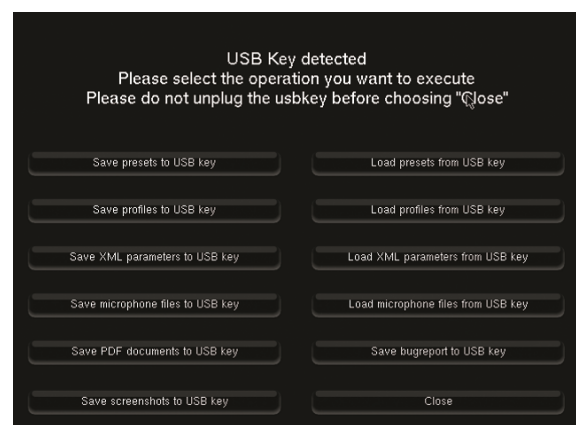 USB Key detected
Please select the operation you want to execute
Please do not unplug the usbkey before choosing "Close"
Save presets to USB key
Load presets from USB key
Save profiles to USB key
Load profiles from USB key
Save XML parameters to USB key
Load XML parameters from USB key
Save microphone files to USB key
Load microphone files from USB key
Save PDF documents to USB key
Save bugreport to USB key
Save screenshots to USB key
Close